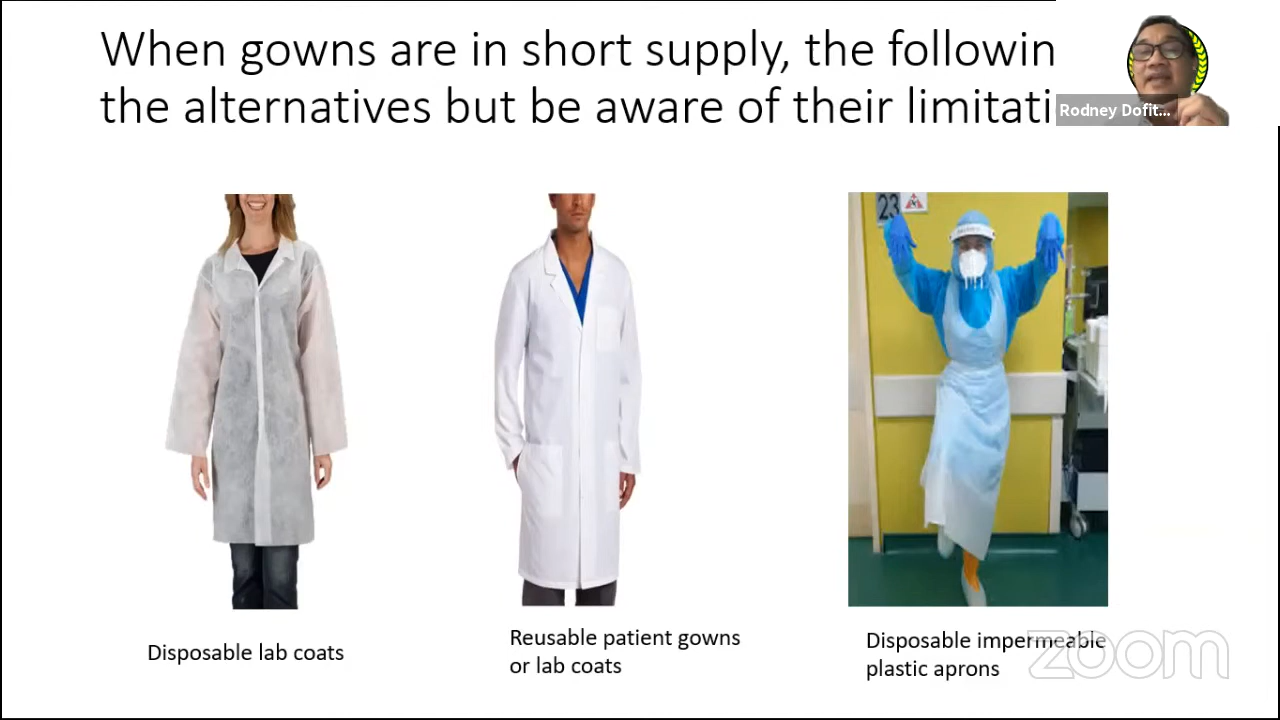 When gowns are in short supply, the followin
the alternatives but be aware of their limitati
Rodney Dofit...
23
Disposable lab coats
Reusable patient gowns
or lab coats
Disposable impermeable
plastic aprons
zoom